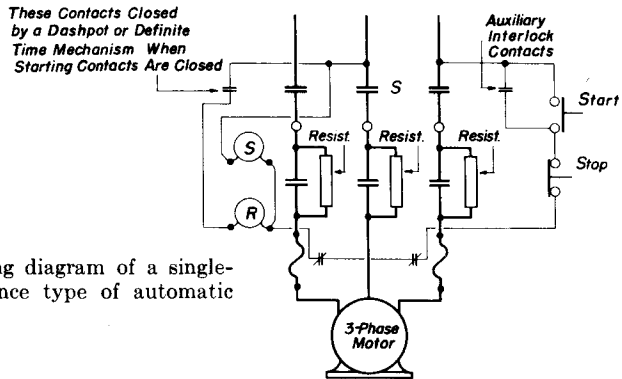 These Contacts Closed
by a Dashpot or Definite
Time Mechanism When
Starting Contacts Are Closed
Auxiliary
Interlock
Contacts
S
Start
Resist.
Resist.
Resist.
S
Stop
R
ng diagram of a single-
nce type of automatic
3-Phase
Motor